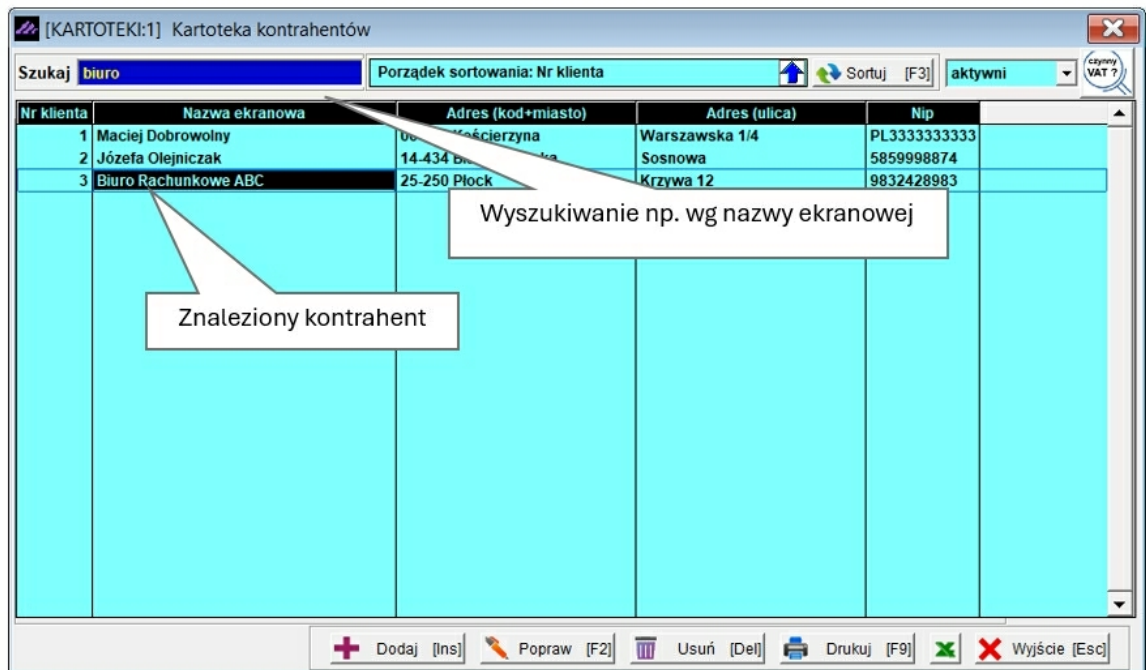 [KARTOTEKI:1] Kartoteka kontrahentów
Szukaj biuro Porządek sortowania: Nr klienta Sortuj [F3] aktywni czynny VAT ?
Nr klienta Nazwa ekranowa Adres (kod+miasto) Adres (ulica) Nip
1 Maciej Dobrowolny Kościerzyna Warszawska 1/4 PL3333333333
2 Józefa Olejniczak 14-434 Sosnowa 5859998874
3 Biuro Rachunkowe ABC 25-250 Płock Krzywa 12 9832428983
Wyszukiwanie np. wg nazwy ekranowej
Znaleziony kontrahent
Dodaj [Ins] Popraw [F2] Usuń [Del] Drukuj [F9] Wyjście [Esc]